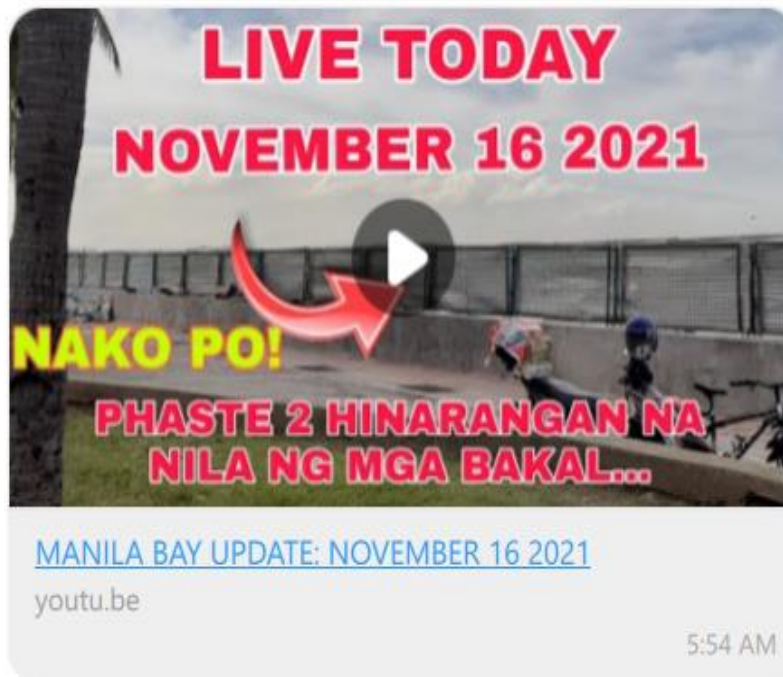 LIVE TODAY
NOVEMBER 16 2021
NAKO PO!
PHASTE 2 HINARANGAN NA
NILA NG MGA BAKAL...
MANILA BAY UPDATE: NOVEMBER 16 2021
youtu.be
5:54 AM